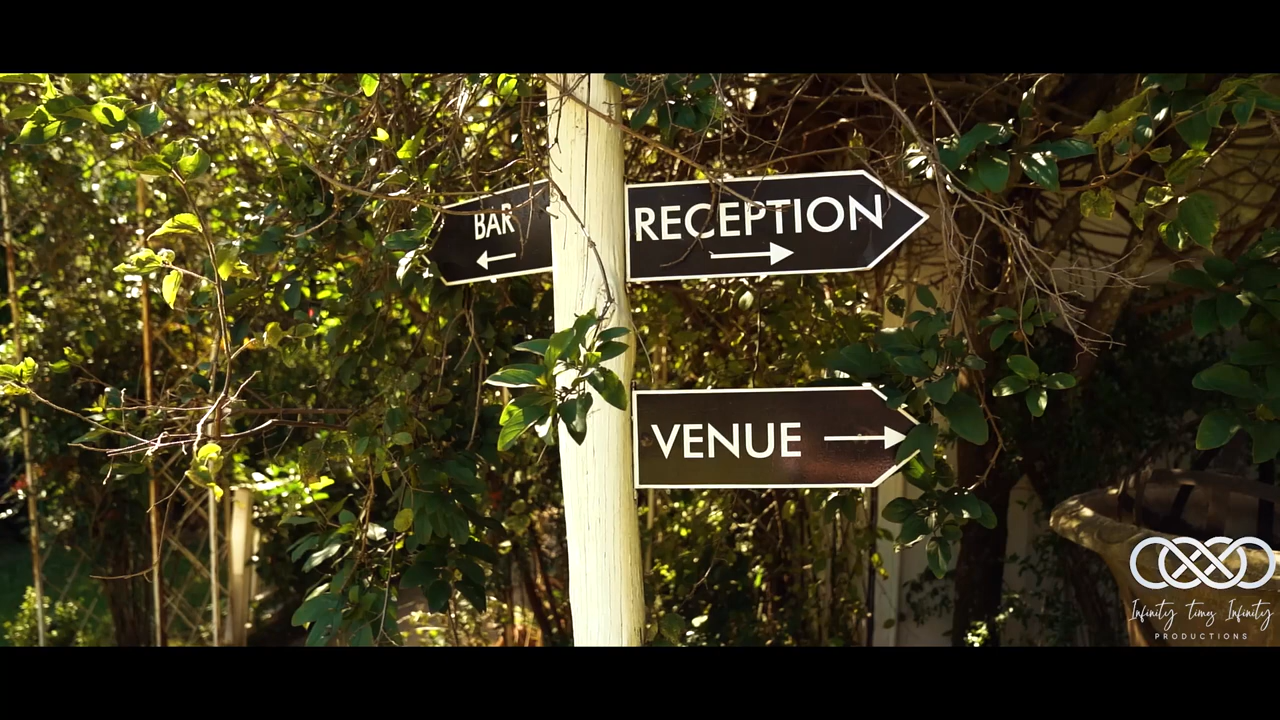 BAR
RECEPTION
VENUE
Infinity times Infinity
PRODUCTIONS